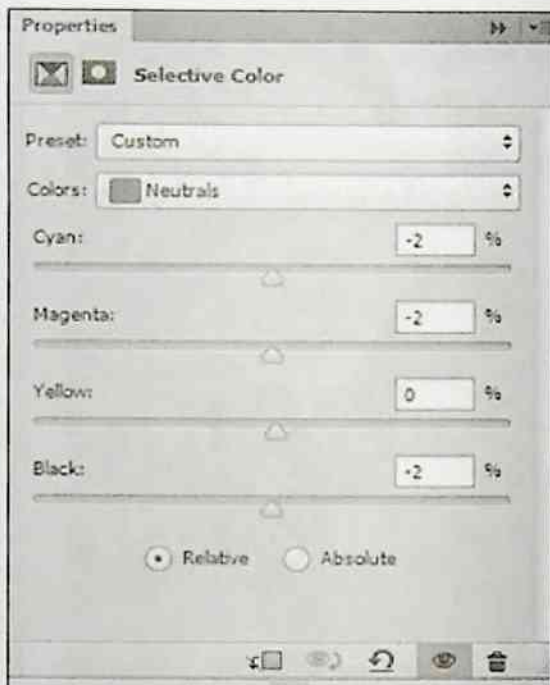 Properties
Selective Color
Preset: Custom
Colors: Neutrals
Cyan: -2 %
Magenta: -2 %
Yellow: 0 %
Black: -2 %
Relative Absolute